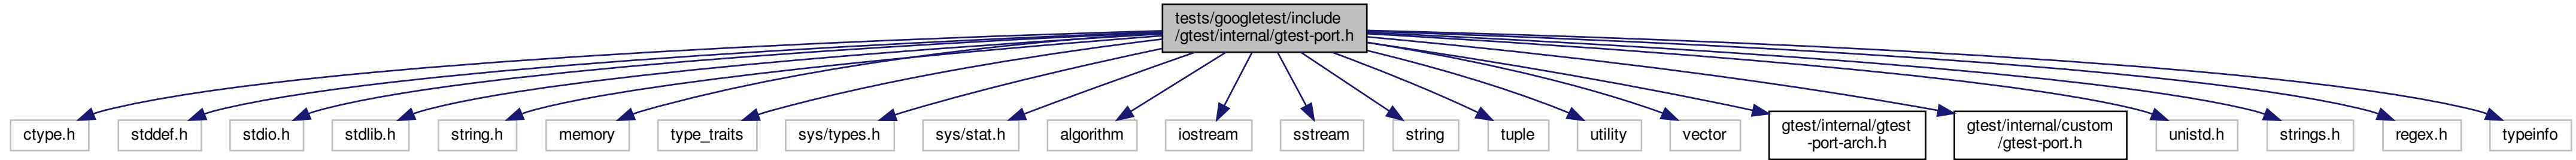 tests/googletest/include
/gtest/internal/gtest-port.h
ctype.h
stddef.h
stdio.h
stdlib.h
string.h
memory
type_traits
sys/types.h
sys/stat.h
algorithm
iostream
sstream
string
tuple
utility
vector
gtest/internal/gtest
-port-arch.h
gtest/internal/custom
/gtest-port.h
unistd.h
strings.h
regex.h
typeinfo